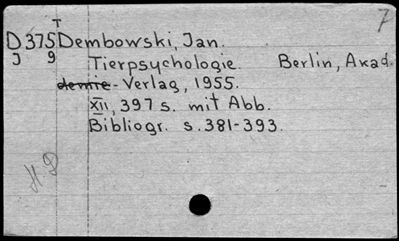 T 7
D 375 Dembowski, Jan.
J 9 Tierpsychologie. Berlin, Akad.
demie-Verlag, 1955.
XII, 397 s. mit Abb.
Bibliogr. s. 381-393.